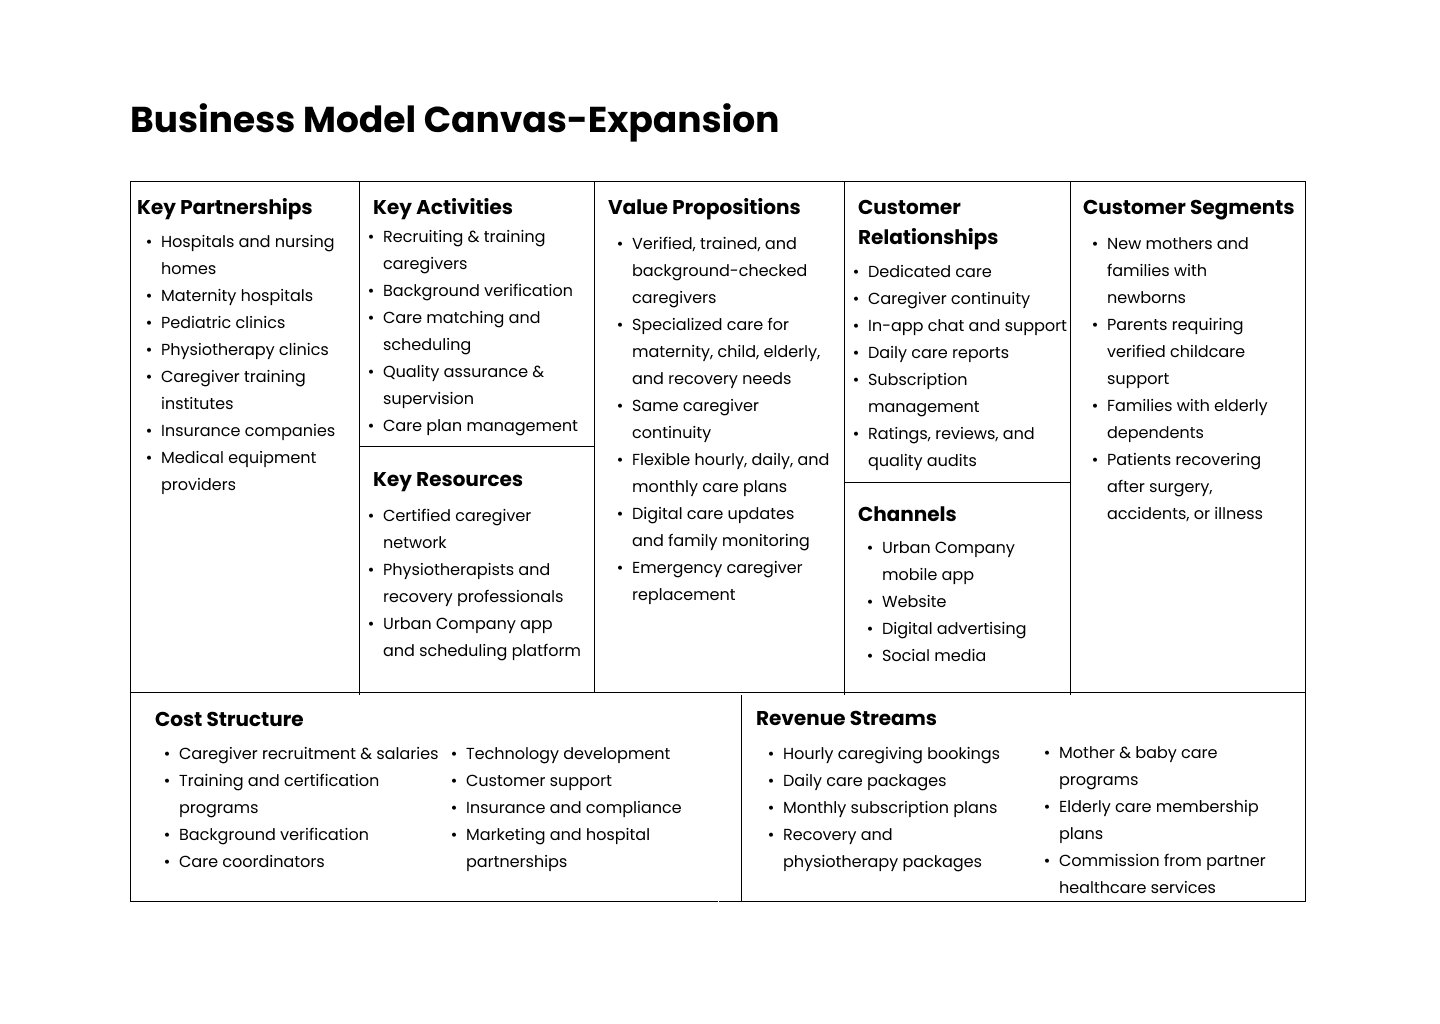 Business Model Canvas-Expansion
Key Partnerships
• Hospitals and nursing
homes
• Maternity hospitals
• Pediatric clinics
• Physiotherapy clinics
• Caregiver training
institutes
• Insurance companies
• Medical equipment
providers
Key Activities
• Recruiting & training
caregivers
• Background verification
• Care matching and
scheduling
• Quality assurance &
supervision
• Care plan management
Key Resources
• Certified caregiver
network
• Physiotherapists and
recovery professionals
• Urban Company app
and scheduling platform
Value Propositions
• Verified, trained, and
background-checked
caregivers
• Specialized care for
maternity, child, elderly,
and recovery needs
• Same caregiver
continuity
• Flexible hourly, daily, and
monthly care plans
• Digital care updates
and family monitoring
• Emergency caregiver
replacement
Customer
Relationships
• Dedicated care
• Caregiver continuity
• In-app chat and support
• Daily care reports
• Subscription
management
• Ratings, reviews, and
quality audits
Channels
• Urban Company
mobile app
• Website
• Digital advertising
• Social media
Customer Segments
• New mothers and
families with
newborns
• Parents requiring
verified childcare
support
• Families with elderly
dependents
• Patients recovering
after surgery,
accidents, or illness
Cost Structure
• Caregiver recruitment & salaries
• Training and certification
programs
• Background verification
• Care coordinators
• Technology development
• Customer support
• Insurance and compliance
• Marketing and hospital
partnerships
Revenue Streams
• Hourly caregiving bookings
• Daily care packages
• Monthly subscription plans
• Recovery and
physiotherapy packages
• Mother & baby care
programs
• Elderly care membership
plans
• Commission from partner
healthcare services